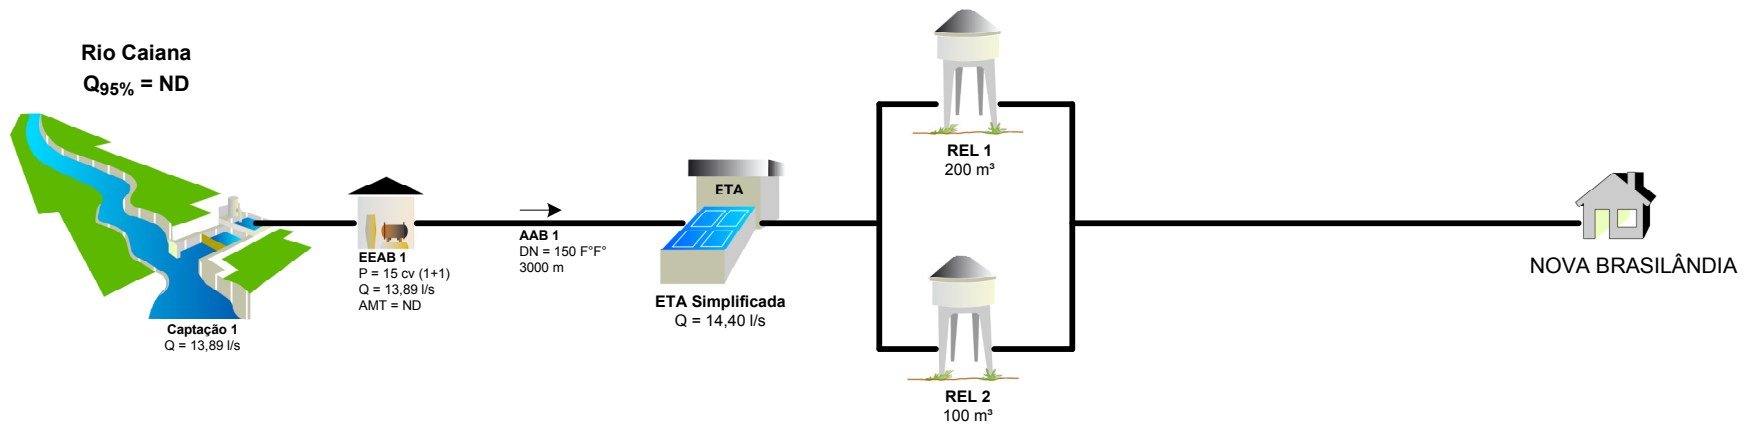 Rio Caiana
Q95% = ND
Captação 1
Q = 13,89 l/s
EEAB 1
P = 15 cv (1+1)
Q = 13,89 l/s
AMT = ND
AAB 1
DN = 150 F°F°
3000 m
ETA
ETA Simplificada
Q = 14,40 l/s
REL 1
200 m³
REL 2
100 m³
NOVA BRASILÂNDIA